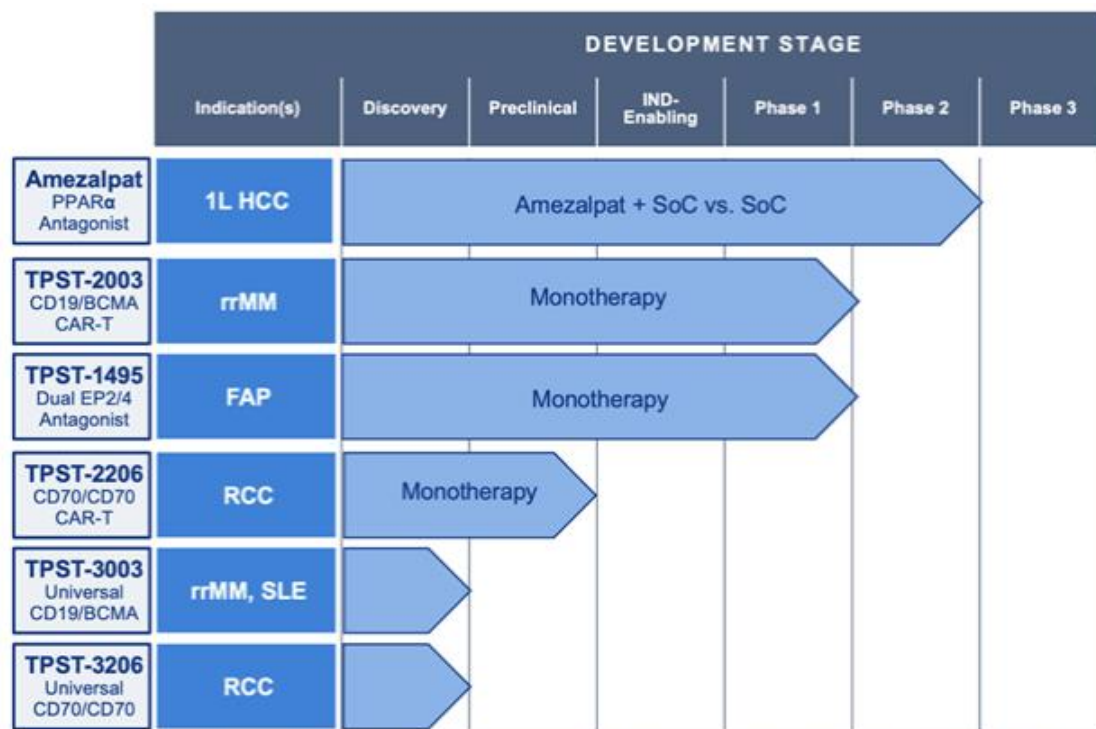 DEVELOPMENT STAGE
Indication(s)
Discovery
Preclinical
IND-
Enabling
Phase 1
Phase 2
Phase 3
Amezalpat
PPARα
Antagonist
1L HCC
Amezalpat + SoC vs. SoC
TPST-2003
CD19/BCMA
CAR-T
rrMM
Monotherapy
TPST-1495
Dual EP2/4
Antagonist
FAP
Monotherapy
TPST-2206
CD70/CD70
CAR-T
RCC
Monotherapy
TPST-3003
Universal
CD19/BCMA
rrMM, SLE
TPST-3206
Universal
CD70/CD70
RCC